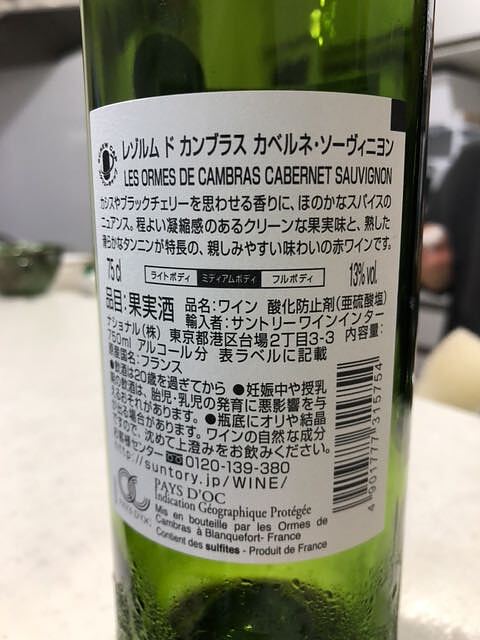 レゾルム ド カンブラス カベルネ・ソーヴィニヨン
LES ORMES DE CAMBRAS CABERNET SAUVIGNON
カシスやブラックチェリーを思わせる香りに、ほのかなスパイスの
ニュアンス。程よい凝縮感のあるクリーンな果実味と、熟した
滑らかなタンニンが特長の、親しみやすい味わいの赤ワインです。
75 cl ライトボディ ミディアムボディ フルボディ 13% vol.
品目:果実酒 品名:ワイン 酸化防止剤(亜硫酸塩)
輸入者:サントリーワインインター
ナショナル(株) 東京都港区台場2丁目3-3 内容量:
750ml アルコール分 表ラベルに記載
原産国名:フランス
●飲酒は20歳を過ぎてから ●妊娠中や授乳
期の飲酒は、胎児・乳児の発育に悪影響を与
えるおそれがあります。●瓶底にオリや結晶
が出る場合があります。ワインの自然な成分
ですので、沈めて上澄みをお飲みください。
お客様センター 0120-139-380
http://suntory.jp/WINE/
4 901777 315754
PAYS D'OC
Indication Géographique Protégée
PAYS D'OC
Mis en bouteille par les Ormes de
Cambras à Blanquefort- France
Content des sulfites - Produit de France